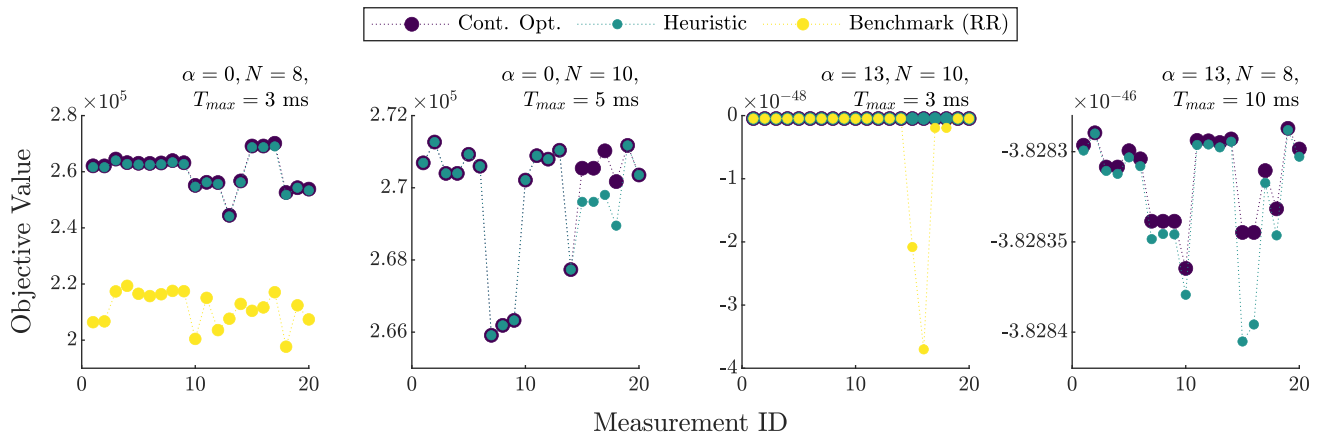 Cont. Opt. Heuristic Benchmark (RR)
α = 0, N = 8,
T_max = 3 ms
×10^5
2.8
2.6
2.4
2.2
2
0 10 20
α = 0, N = 10,
T_max = 5 ms
×10^5
2.72
2.7
2.68
2.66
0 10 20
α = 13, N = 10,
T_max = 3 ms
×10^-48
0
-1
-2
-3
-4
0 10 20
α = 13, N = 8,
T_max = 10 ms
×10^-46
-3.8283
-3.82835
-3.8284
0 10 20
Objective Value
Measurement ID